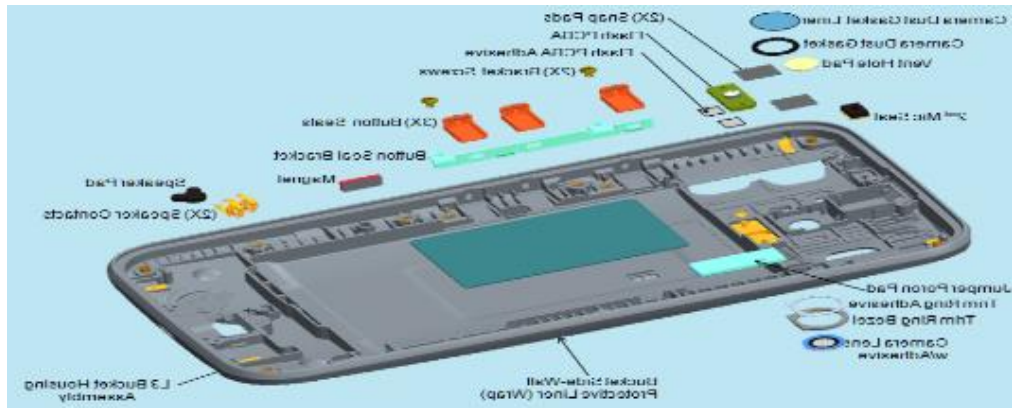 Camera Dust Gasket Liner
Camera Dust Gasket
Vent Hole Pad
2nd Mic Seal
(2X) Snap Pads
Flash PCBA
Flash PCBA Adhesive
(2X) Bracket Screws
(3X) Button Seals
Button Seal Bracket
Magnet
Speaker Pad
(2X) Speaker Contacts
Jumper Poron Pad
Trim Ring Adhesive
Trim Ring Bezel
Camera Lens
w/Adhesive
Bucket Side-Wall
Protective Liner (Wrap)
L3 Bucket Housing
Assembly